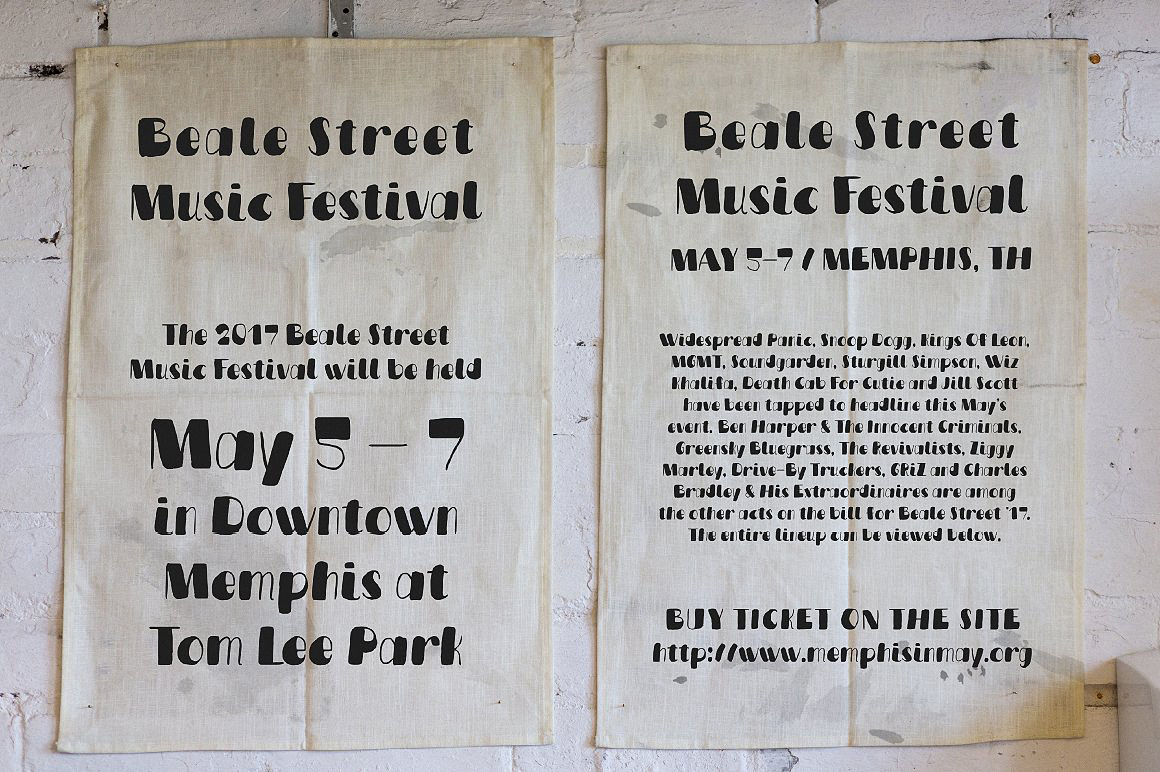 Beale Street
Music Festival
The 2017 Beale Street
Music Festival will be held
May 5 – 7
in Downtown
Memphis at
Tom Lee Park
Beale Street
Music Festival
MAY 5–7 / MEMPHIS, TH
Widespread Panic, Snoop Dogg, Kings Of Leon,
MGMT, Soundgarden, Sturgill Simpson, Wiz
Khalifa, Death Cab For Cutie and Jill Scott
have been tapped to headline this May's
event. Ben Harper & The Innocent Criminals,
Greensky Bluegrass, The Revivalists, Ziggy
Marley, Drive-By Truckers, GRiZ and Charles
Bradley & His Extraordinaires are among
the other acts on the bill for Beale Street '17.
The entire lineup can be viewed below.
BUY TICKET ON THE SITE
http://www.memphisinmay.org